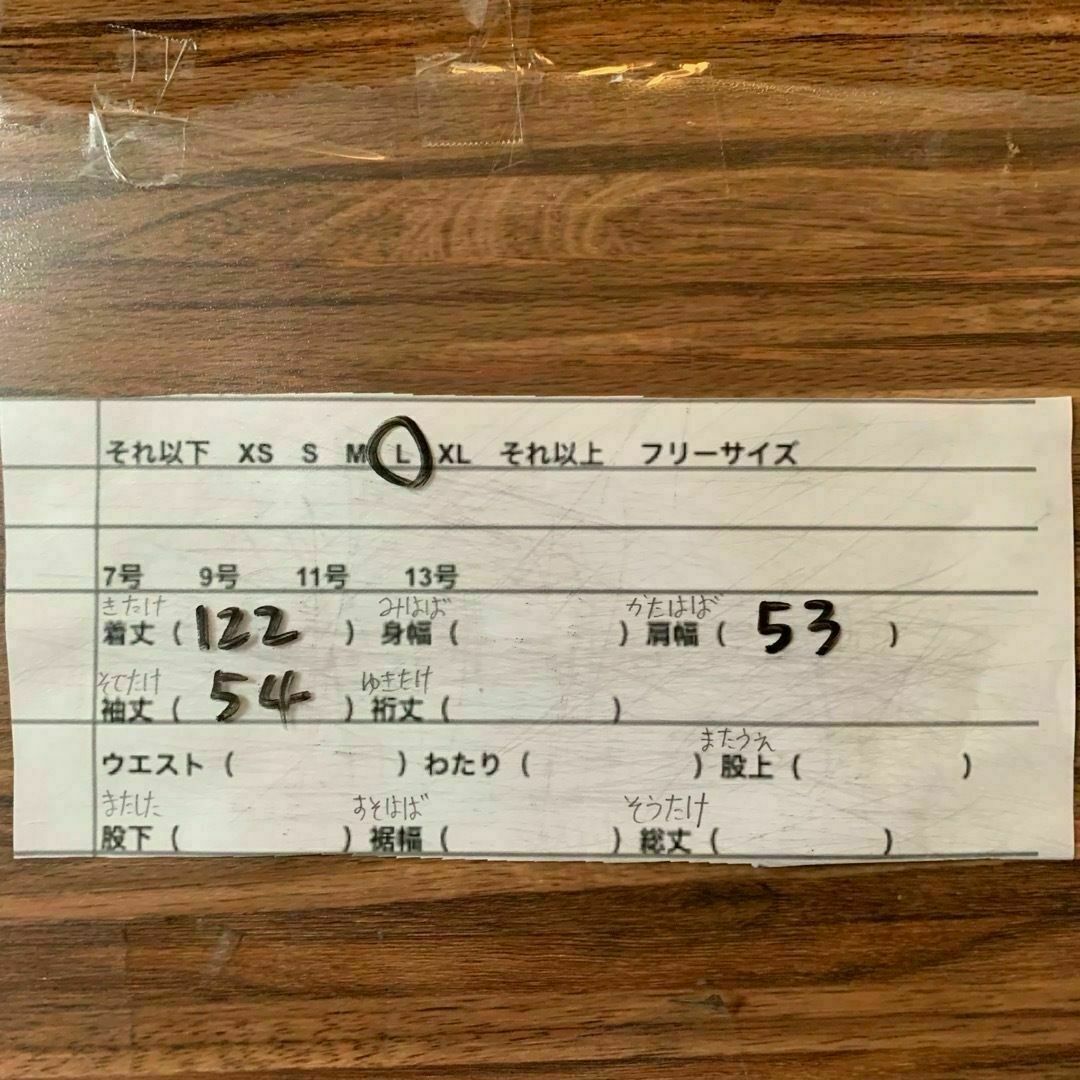 それ以下 XS S M L XL それ以上 フリーサイズ
7号 9号 11号 13号
きたけ みはば かたはば
着丈 ( 122 ) 身幅 ( ) 肩幅 ( 53 )
そでたけ ゆきたけ
袖丈 ( 54 ) 裄丈 ( )
またうえ
ウエスト ( ) わたり ( ) 股上 ( )
またした すそはば そうたけ
股下 ( ) 裾幅 ( ) 総丈 ( )